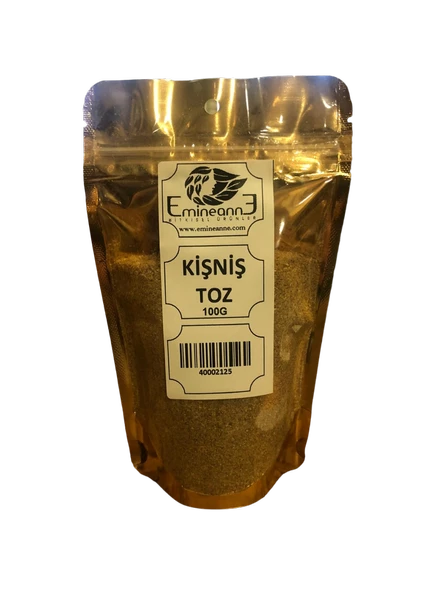 EmineannE
BİTKİSEL ÜRÜNLER
www.emineanne.com
KİŞNİŞ
TOZ
100G
40002125